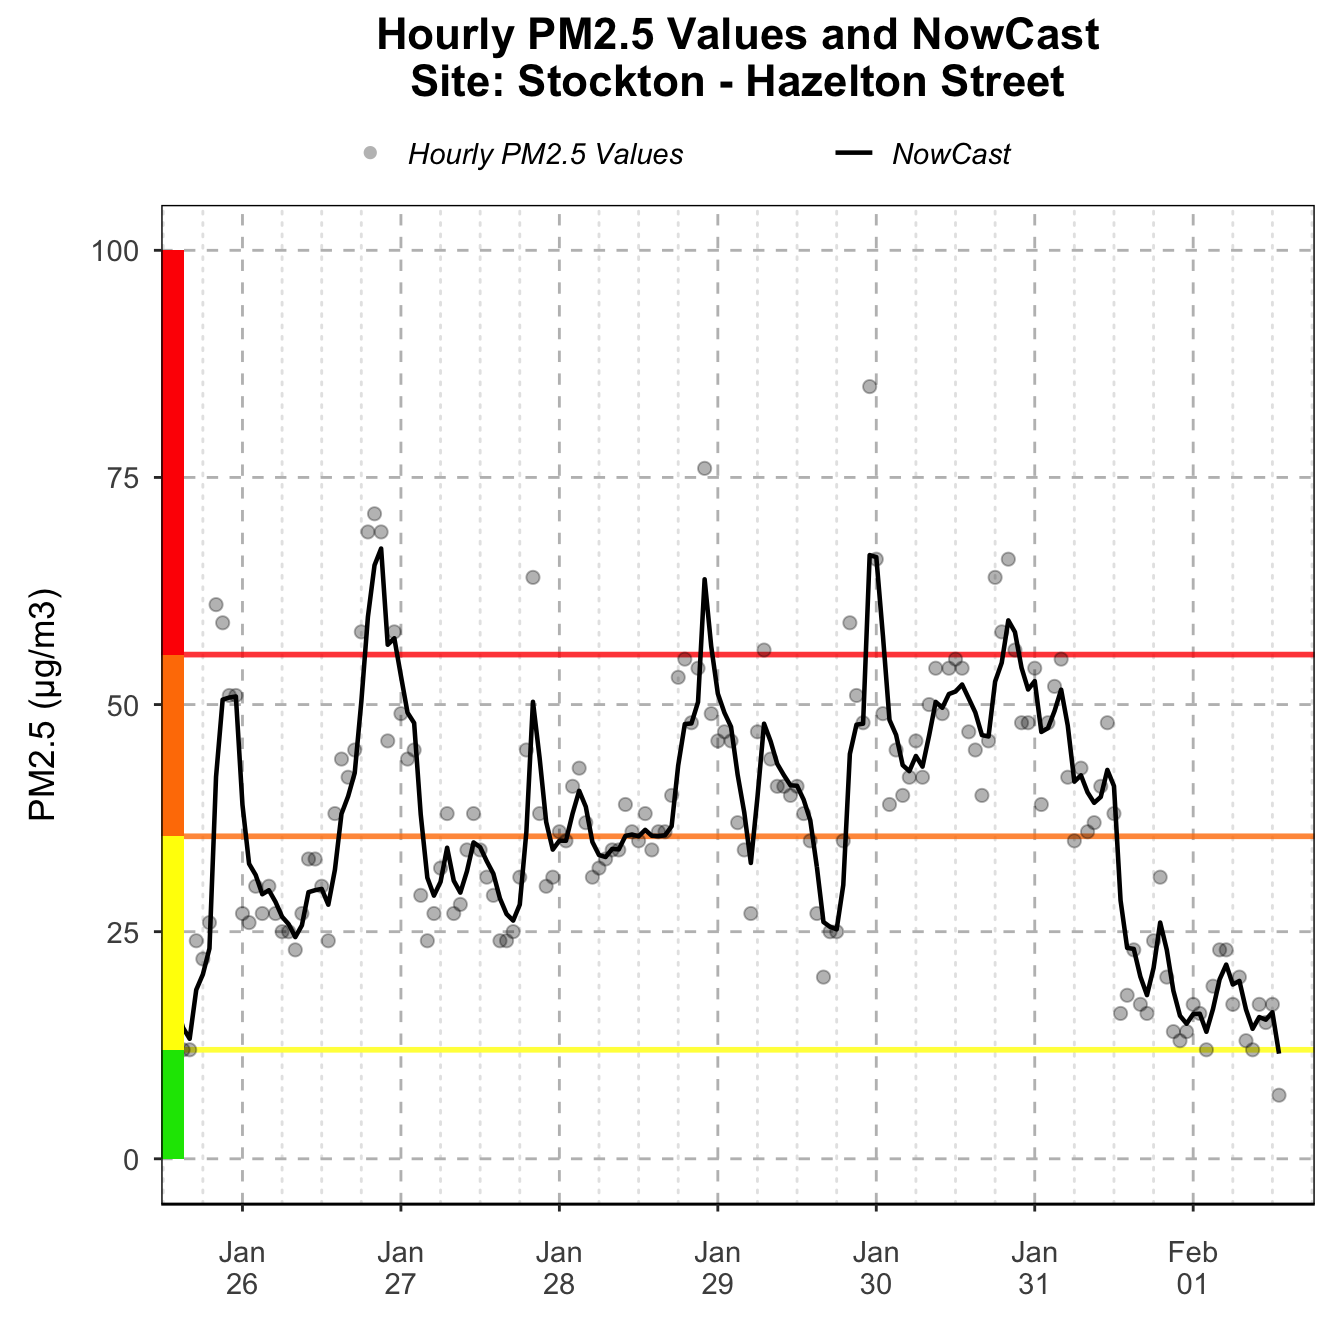 Hourly PM2.5 Values and NowCast
Site: Stockton - Hazelton Street
Hourly PM2.5 Values
NowCast
PM2.5 (µg/m3)
100
75
50
25
0
Jan
26
Jan
27
Jan
28
Jan
29
Jan
30
Jan
31
Feb
01